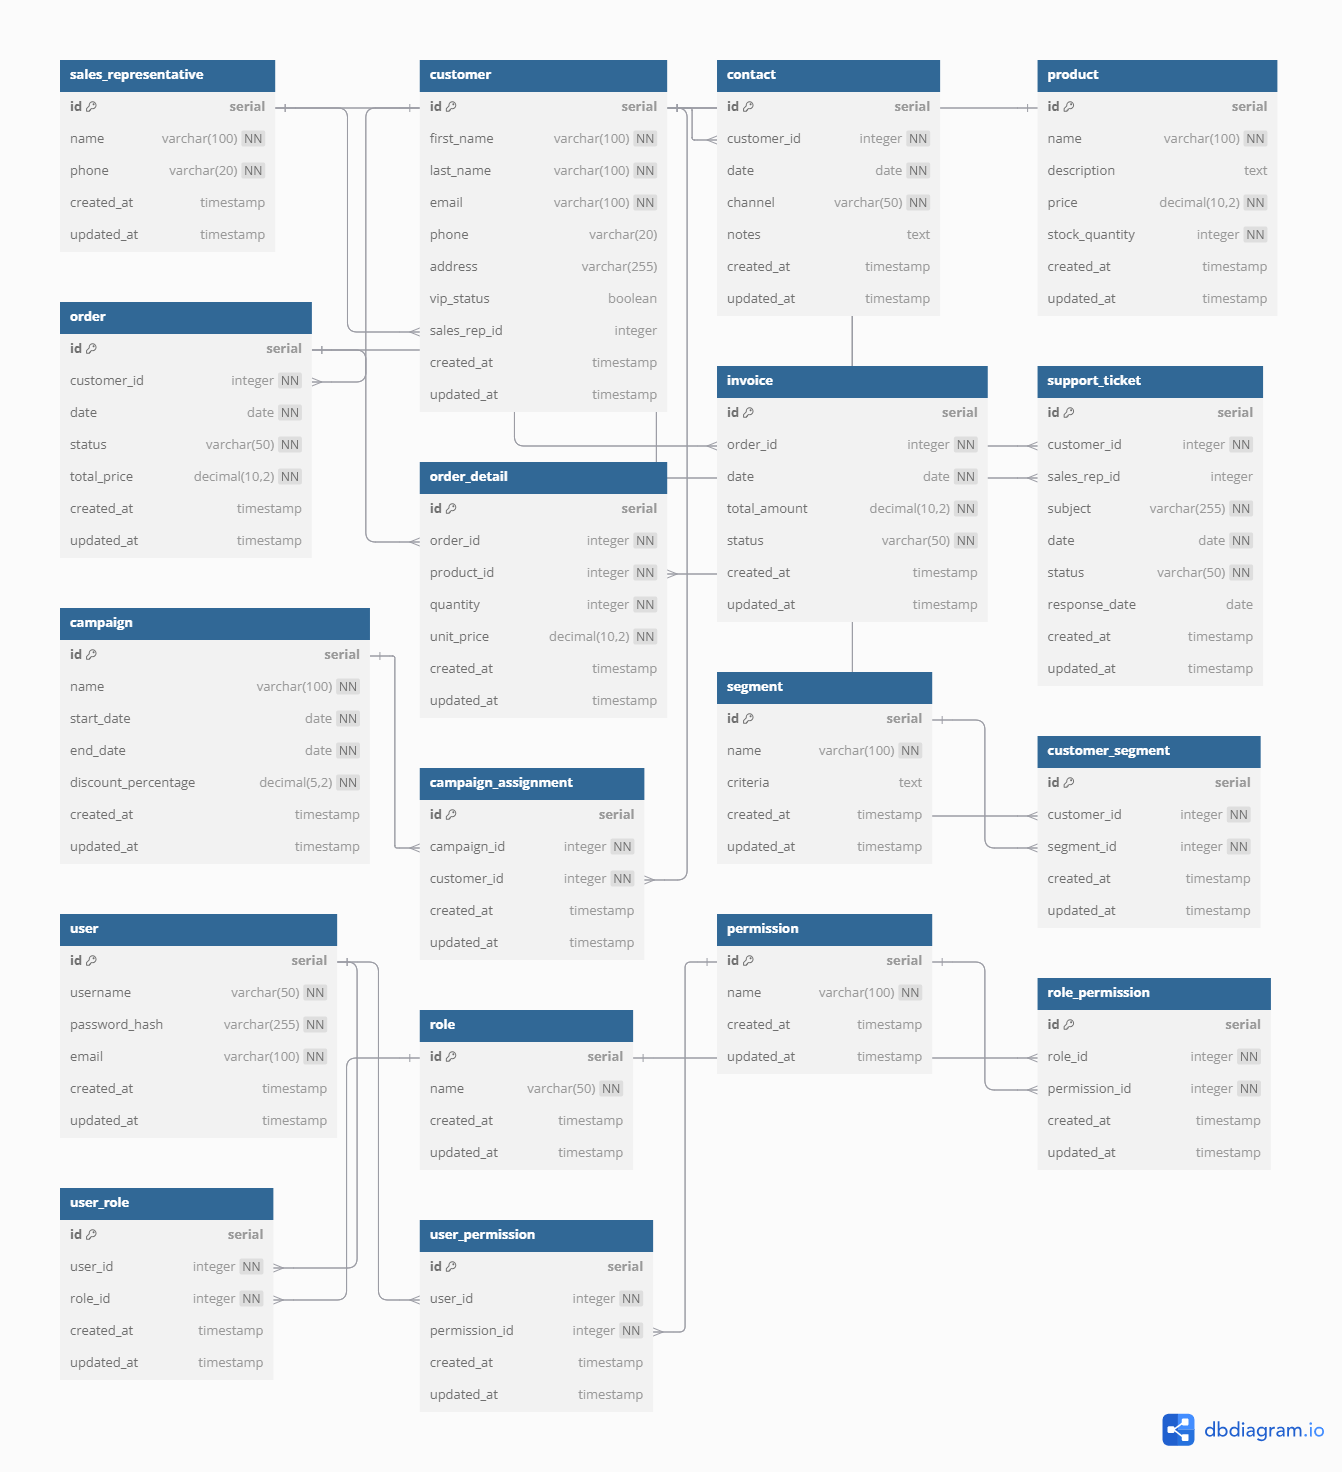 sales_representative
id serial
name varchar(100) NN
phone varchar(20) NN
created_at timestamp
updated_at timestamp
customer
id serial
first_name varchar(100) NN
last_name varchar(100) NN
email varchar(100) NN
phone varchar(20)
address varchar(255)
vip_status boolean
sales_rep_id integer
created_at timestamp
updated_at timestamp
contact
id serial
customer_id integer NN
date date NN
channel varchar(50) NN
notes text
created_at timestamp
updated_at timestamp
product
id serial
name varchar(100) NN
description text
price decimal(10,2) NN
stock_quantity integer NN
created_at timestamp
updated_at timestamp
order
id serial
customer_id integer NN
date date NN
status varchar(50) NN
total_price decimal(10,2) NN
created_at timestamp
updated_at timestamp
order_detail
id serial
order_id integer NN
product_id integer NN
quantity integer NN
unit_price decimal(10,2) NN
created_at timestamp
updated_at timestamp
invoice
id serial
order_id integer NN
date date NN
total_amount decimal(10,2) NN
status varchar(50) NN
created_at timestamp
updated_at timestamp
support_ticket
id serial
customer_id integer NN
sales_rep_id integer
subject varchar(255) NN
date date NN
status varchar(50) NN
response_date date
created_at timestamp
updated_at timestamp
campaign
id serial
name varchar(100) NN
start_date date NN
end_date date NN
discount_percentage decimal(5,2) NN
created_at timestamp
updated_at timestamp
campaign_assignment
id serial
campaign_id integer NN
customer_id integer NN
created_at timestamp
updated_at timestamp
segment
id serial
name varchar(100) NN
criteria text
created_at timestamp
updated_at timestamp
customer_segment
id serial
customer_id integer NN
segment_id integer NN
created_at timestamp
updated_at timestamp
user
id serial
username varchar(50) NN
password_hash varchar(255) NN
email varchar(100) NN
created_at timestamp
updated_at timestamp
role
id serial
name varchar(50) NN
created_at timestamp
updated_at timestamp
permission
id serial
name varchar(100) NN
created_at timestamp
updated_at timestamp
role_permission
id serial
role_id integer NN
permission_id integer NN
created_at timestamp
updated_at timestamp
user_role
id serial
user_id integer NN
role_id integer NN
created_at timestamp
updated_at timestamp
user_permission
id serial
user_id integer NN
permission_id integer NN
created_at timestamp
updated_at timestamp
dbdiagram.io